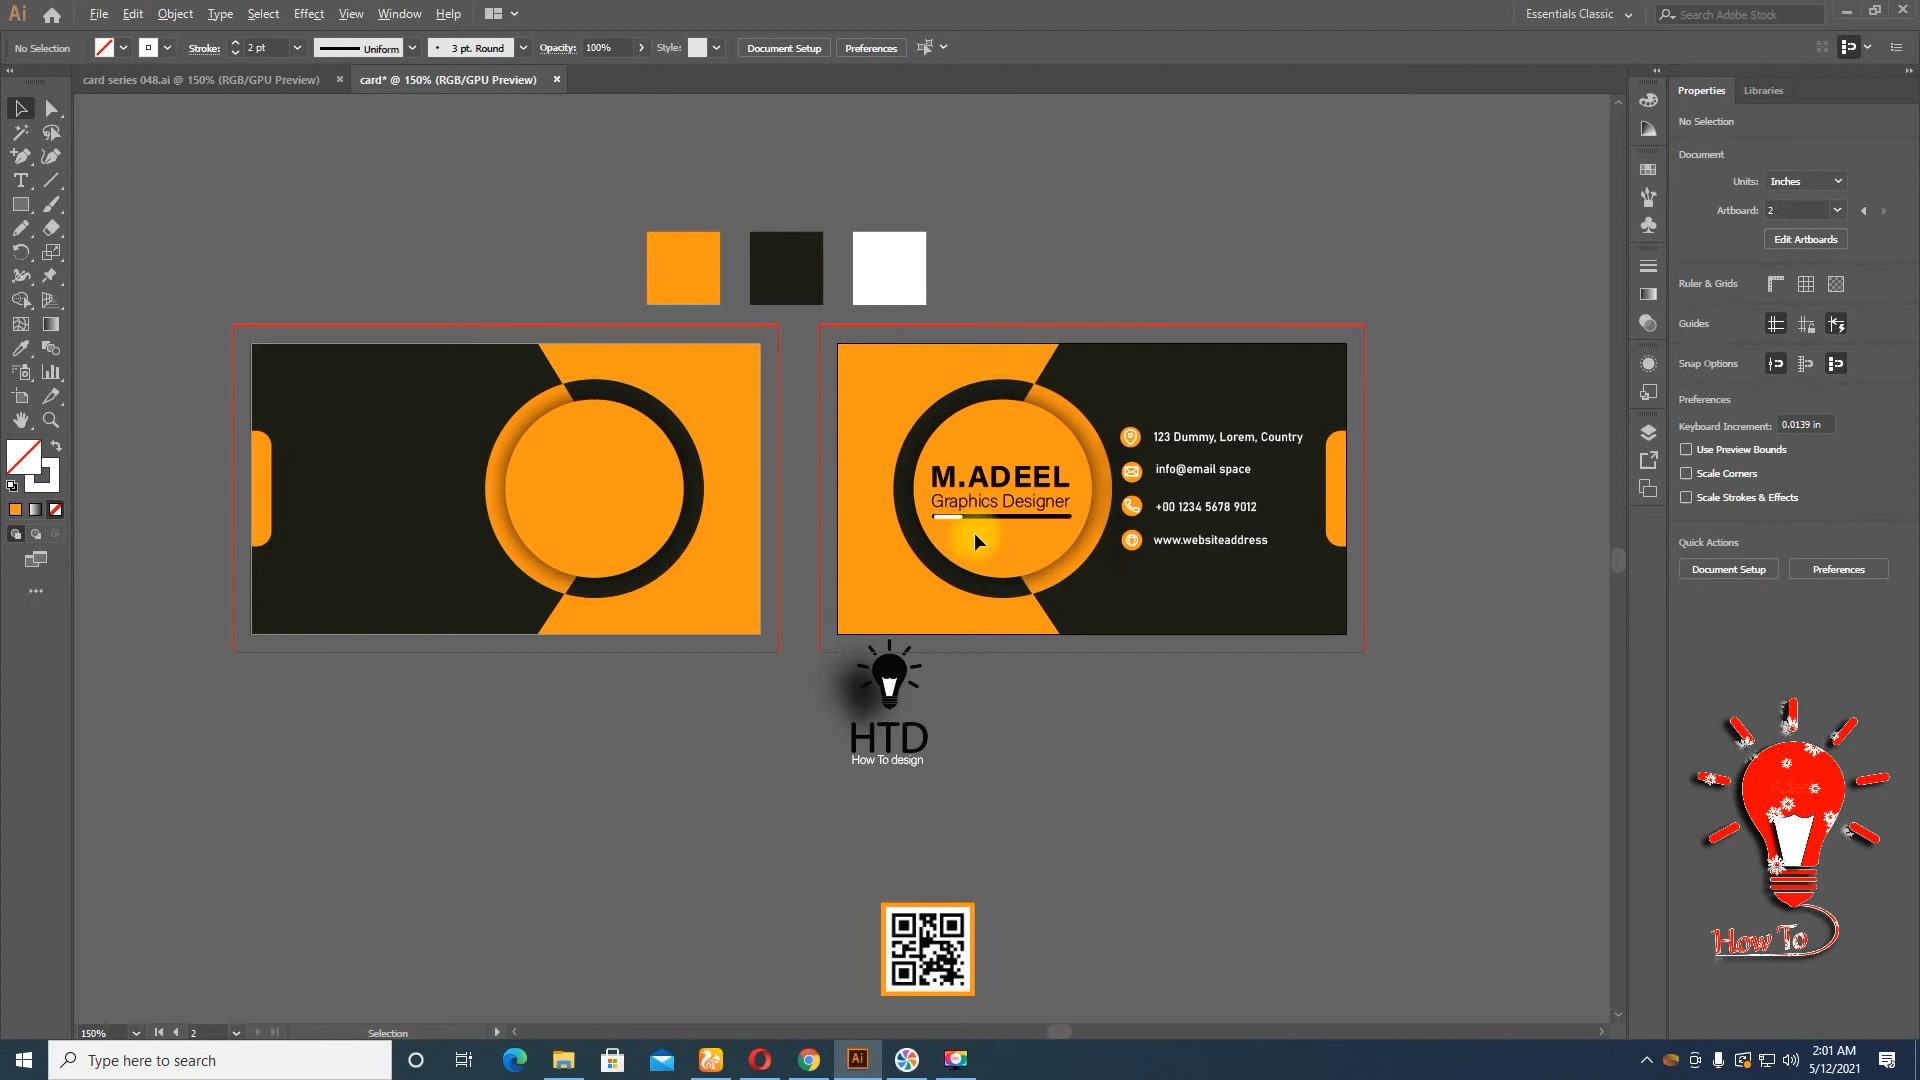 Ai File Edit Object Type Select Effect View Window Help Essentials Classic Search Adobe Stock
No Selection Stroke: 2 pt Uniform 3 pt. Round Opacity: 100% Style: Document Setup Preferences
card series 048.ai @ 150% (RGB/GPU Preview) × card* @ 150% (RGB/GPU Preview) ×
Properties Libraries
No Selection
Document
Units: Inches
Artboard: 2
Edit Artboards
Ruler & Grids
Guides
Snap Options
Preferences
Keyboard Increment: 0.0139 in
Use Preview Bounds
Scale Corners
Scale Strokes & Effects
Quick Actions
Document Setup Preferences
M.ADEEL
Graphics Designer
123 Dummy, Lorem, Country
info@email space
+00 1234 5678 9012
www.websiteaddress
HTD
How To design
How To
150% 2 Selection
Type here to search
Ai
2:01 AM
5/12/2021